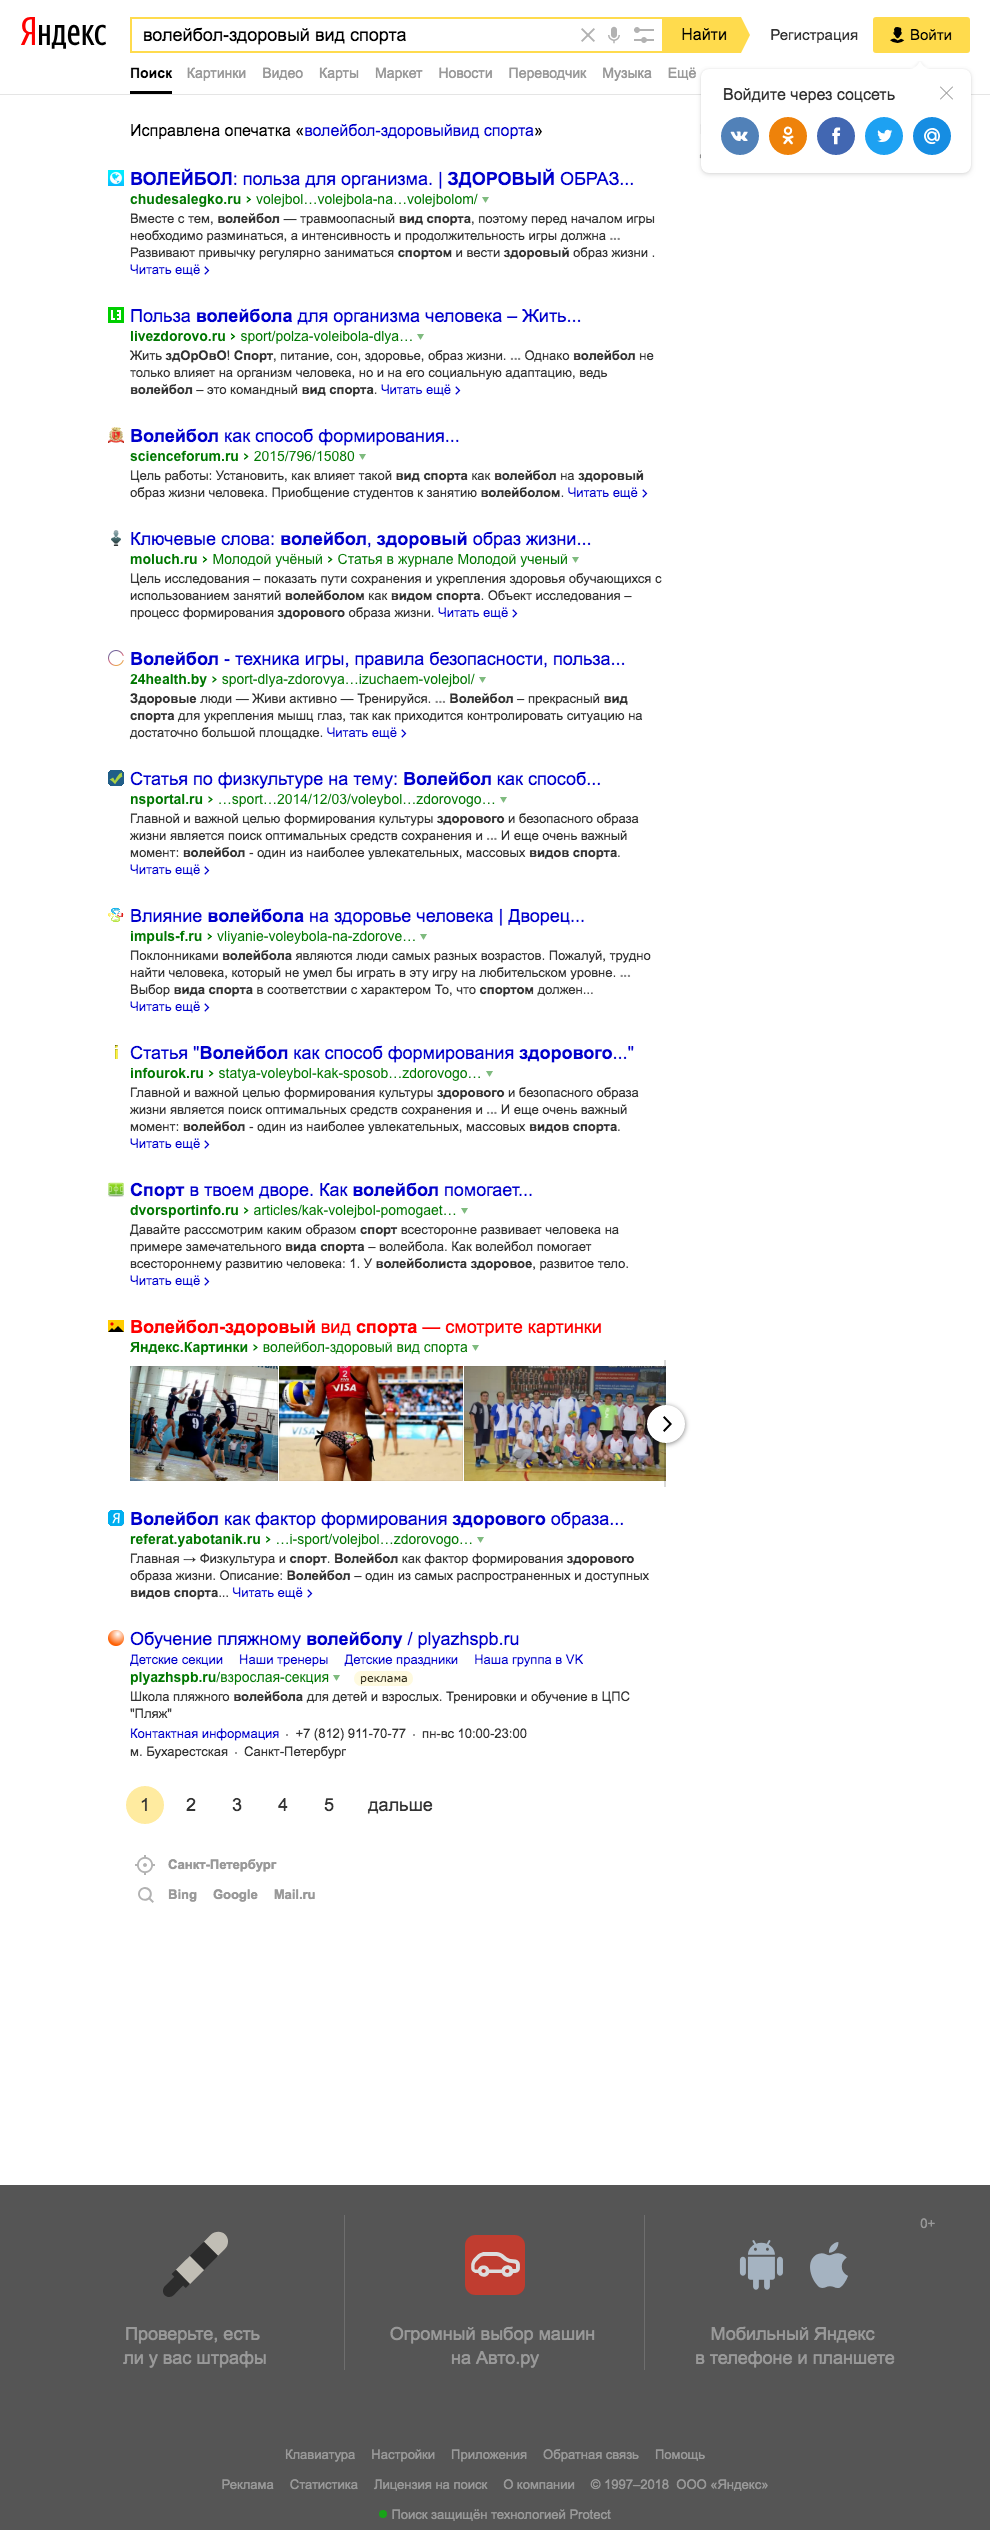 Яндекс
волейбол-здоровый вид спорта
Найти
Регистрация
Войти
Поиск Картинки Видео Карты Маркет Новости Переводчик Музыка Ещё
Войдите через соцсеть
Исправлена опечатка «волейбол-здоровыйвид спорта»
ВОЛЕЙБОЛ: польза для организма. | ЗДОРОВЫЙ ОБРАЗ...
chudesalegko.ru › volejbol…volejbola-na…volejbolom/
Вместе с тем, волейбол — травмоопасный вид спорта, поэтому перед началом игры
необходимо разминаться, а интенсивность и продолжительность игры должна ...
Развивают привычку регулярно заниматься спортом и вести здоровый образ жизни .
Читать ещё ›
Польза волейбола для организма человека – Жить...
livezdorovo.ru › sport/polza-voleibola-dlya…
Жить здОрОвО! Спорт, питание, сон, здоровье, образ жизни. ... Однако волейбол не
только влияет на организм человека, но и на его социальную адаптацию, ведь
волейбол – это командный вид спорта. Читать ещё ›
Волейбол как способ формирования...
scienceforum.ru › 2015/796/15080
Цель работы: Установить, как влияет такой вид спорта как волейбол на здоровый
образ жизни человека. Приобщение студентов к занятию волейболом. Читать ещё ›
Ключевые слова: волейбол, здоровый образ жизни...
moluch.ru › Молодой учёный › Статья в журнале Молодой ученый
Цель исследования – показать пути сохранения и укрепления здоровья обучающихся с
использованием занятий волейболом как видом спорта. Объект исследования –
процесс формирования здорового образа жизни. Читать ещё ›
Волейбол - техника игры, правила безопасности, польза...
24health.by › sport-dlya-zdorovya…izuchaem-volejbol/
Здоровые люди — Живи активно — Тренируйся. ... Волейбол – прекрасный вид
спорта для укрепления мышц глаз, так как приходится контролировать ситуацию на
достаточно большой площадке. Читать ещё ›
Статья по физкультуре на тему: Волейбол как способ...
nsportal.ru › …sport…2014/12/03/voleybol…zdorovogo…
Главной и важной целью формирования культуры здорового и безопасного образа
жизни является поиск оптимальных средств сохранения и ... И еще очень важный
момент: волейбол - один из наиболее увлекательных, массовых видов спорта.
Читать ещё ›
Влияние волейбола на здоровье человека | Дворец...
impuls-f.ru › vliyanie-voleybola-na-zdorove…
Поклонниками волейбола являются люди самых разных возрастов. Пожалуй, трудно
найти человека, который не умел бы играть в эту игру на любительском уровне. ...
Выбор вида спорта в соответствии с характером То, что спортом должен...
Читать ещё ›
Статья "Волейбол как способ формирования здорового..."
infourok.ru › statya-voleybol-kak-sposob…zdorovogo…
Главной и важной целью формирования культуры здорового и безопасного образа
жизни является поиск оптимальных средств сохранения и ... И еще очень важный
момент: волейбол - один из наиболее увлекательных, массовых видов спорта.
Читать ещё ›
Спорт в твоем дворе. Как волейбол помогает...
dvorsportinfo.ru › articles/kak-volejbol-pomogaet…
Давайте расссмотрим каким образом спорт всесторонне развивает человека на
примере замечательного вида спорта – волейбола. Как волейбол помогает
всестороннему развитию человека: 1. У волейболиста здоровое, развитое тело.
Читать ещё ›
Волейбол-здоровый вид спорта — смотрите картинки
Яндекс.Картинки › волейбол-здоровый вид спорта
9
2
VISA
VISA
Волейбол как фактор формирования здорового образа...
referat.yabotanik.ru › …i-sport/volejbol…zdorovogo…
Главная → Физкультура и спорт. Волейбол как фактор формирования здорового
образа жизни. Описание: Волейбол – один из самых распространенных и доступных
видов спорта... Читать ещё ›
Обучение пляжному волейболу / plyazhspb.ru
Детские секции Наши тренеры Детские праздники Наша группа в VK
plyazhspb.ru/взрослая-секция реклама
Школа пляжного волейбола для детей и взрослых. Тренировки и обучение в ЦПС
"Пляж"
Контактная информация · +7 (812) 911-70-77 · пн-вс 10:00-23:00
м. Бухарестская · Санкт-Петербург
1 2 3 4 5 дальше
Санкт-Петербург
Bing Google Mail.ru
0+
Проверьте, есть
ли у вас штрафы
Огромный выбор машин
на Авто.ру
Мобильный Яндекс
в телефоне и планшете
Клавиатура Настройки Приложения Обратная связь Помощь
Реклама Статистика Лицензия на поиск О компании © 1997–2018 ООО «Яндекс»
Поиск защищён технологией Protect